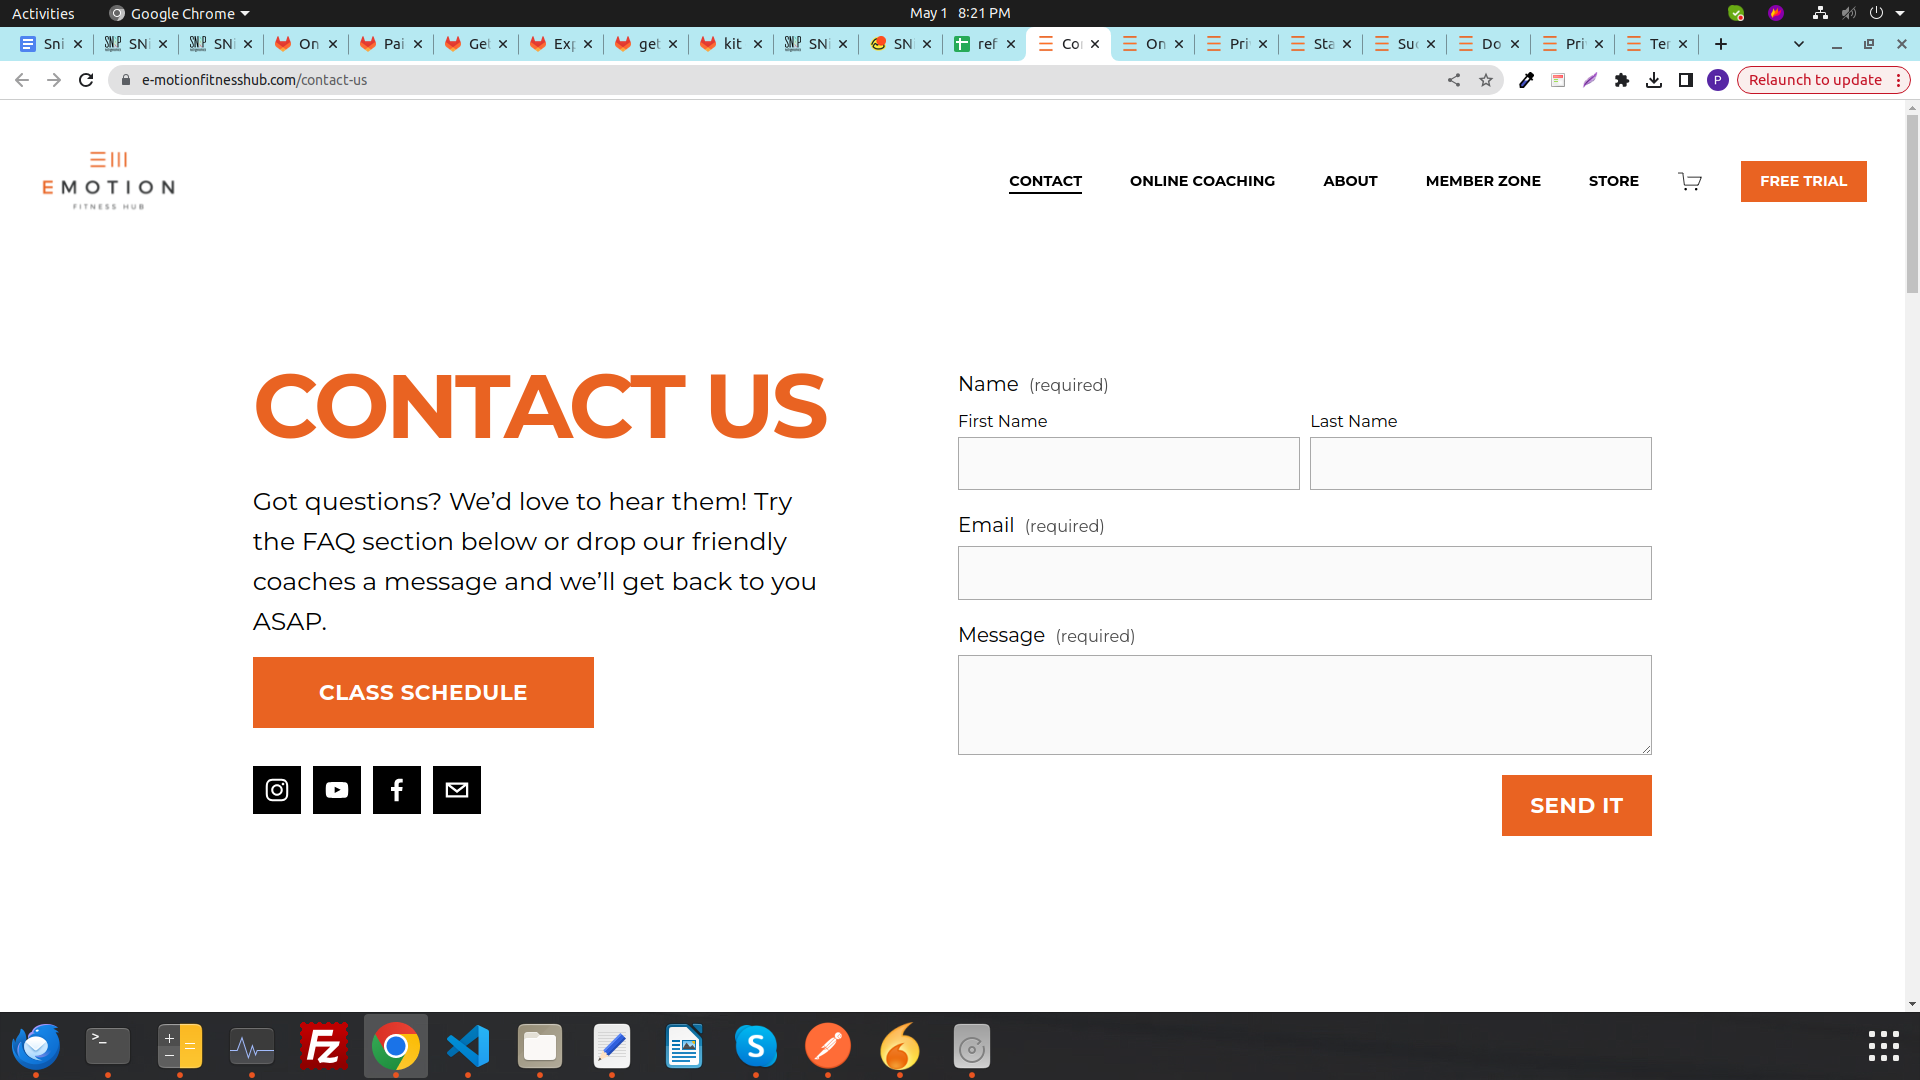 Activities
Google Chrome
May 1 8:21 PM
Sni
SNi
SNi
On
Pai
Get
Exp
get
kit
SNi
SNi
ref
Co
On
Pri
Sta
Suc
Do
Pri
Ter
e-motionfitnesshub.com/contact-us
P
Relaunch to update
EMOTION
FITNESS HUB
CONTACT
ONLINE COACHING
ABOUT
MEMBER ZONE
STORE
FREE TRIAL
CONTACT US
Got questions? We’d love to hear them! Try
the FAQ section below or drop our friendly
coaches a message and we’ll get back to you
ASAP.
CLASS SCHEDULE
Name (required)
First Name
Last Name
Email (required)
Message (required)
SEND IT